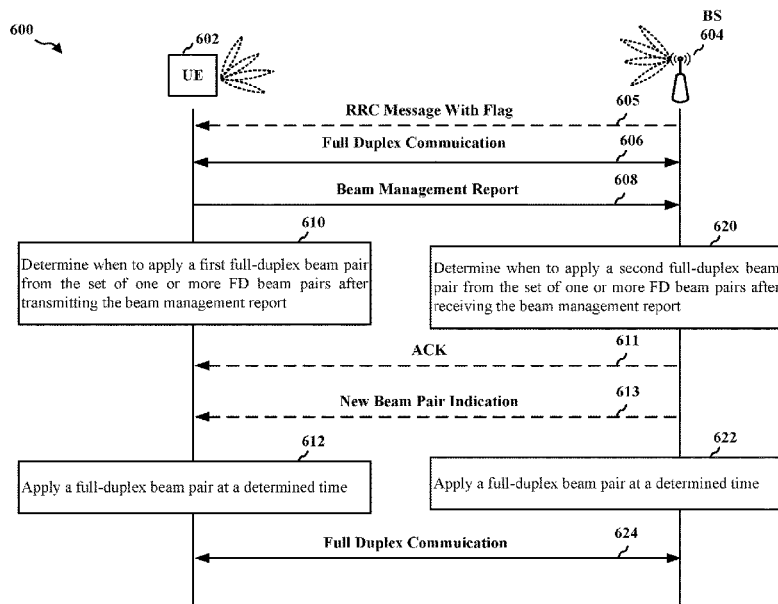 600
602
UE
BS
604
RRC Message With Flag
605
Full Duplex Commuication
606
Beam Management Report
608
610
Determine when to apply a first full-duplex beam pair
from the set of one or more FD beam pairs after
transmitting the beam management report
620
Determine when to apply a second full-duplex beam
pair from the set of one or more FD beam pairs after
receiving the beam management report
ACK
611
New Beam Pair Indication
613
612
Apply a full-duplex beam pair at a determined time
622
Apply a full-duplex beam pair at a determined time
Full Duplex Commuication
624